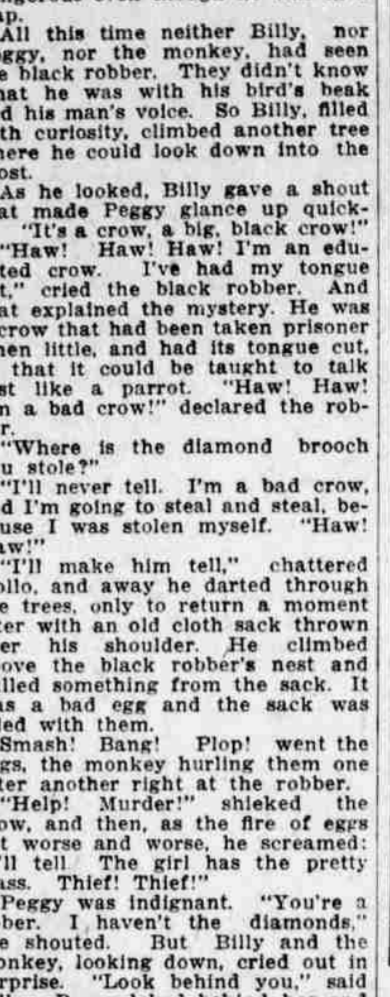 ap.
All this time neither Billy, nor
ggy, nor the monkey, had seen
e black robber. They didn't know
hat he was with his bird's beak
d his man's voice. So Billy, filled
th curiosity, climbed another tree
here he could look down into the
ost.
As he looked, Billy gave a shout
at made Peggy glance up quick-
"It's a crow, a big, black crow!"
"Haw! Haw! Haw! I'm an edu-
ted crow. I've had my tongue
t," cried the black robber. And
at explained the mystery. He was
crow that had been taken prisoner
hen little, and had its tongue cut,
that it could be taught to talk
st like a parrot. "Haw! Haw!
m a bad crow!" declared the rob-
r.
"Where is the diamond brooch
u stole?"
"I'll never tell. I'm a bad crow,
d I'm going to steal and steal, be-
use I was stolen myself. "Haw!
aw!"
"I'll make him tell," chattered
ollo, and away he darted through
e trees, only to return a moment
ter with an old cloth sack thrown
er his shoulder. He climbed
ove the black robber's nest and
lled something from the sack. It
as a bad egg and the sack was
led with them.
Smash! Bang! Plop! went the
gs, the monkey hurling them one
ter another right at the robber.
"Help! Murder!" shieked the
ow, and then, as the fire of eggs
t worse and worse, he screamed:
'll tell. The girl has the pretty
ass. Thief! Thief!"
Peggy was indignant. "You're a
ber. I haven't the diamonds,"
e shouted. But Billy and the
onkey, looking down, cried out in
rprise. "Look behind you," said